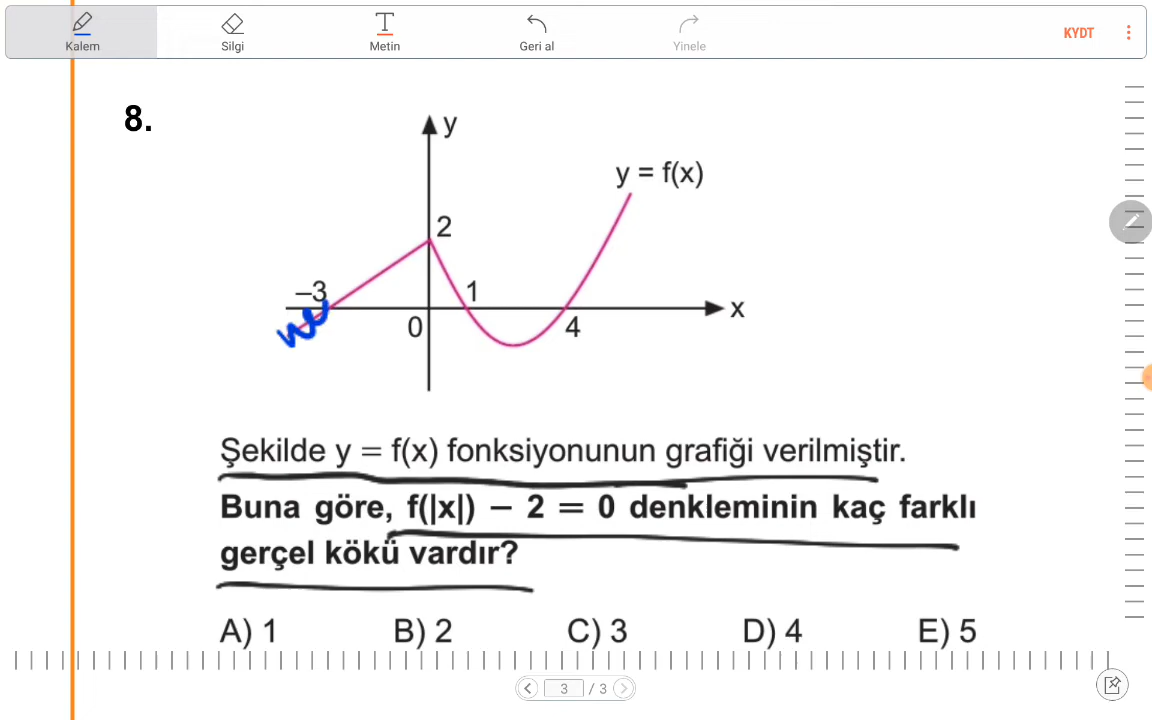 Kalem Silgi Metin Geri al Yinele KYDT
8.
y
y = f(x)
2
–3 1
x
0 4
Şekilde y = f(x) fonksiyonunun grafiği verilmiştir.
Buna göre, f(|x|) – 2 = 0 denkleminin kaç farklı
gerçel kökü vardır?
A) 1 B) 2 C) 3 D) 4 E) 5
3 / 3